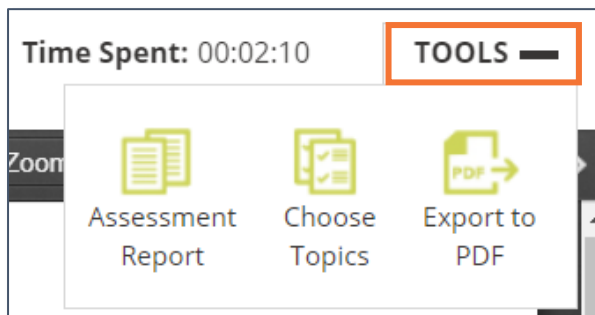 Time Spent: 00:02:10 TOOLS
Zoom
PDF
Assessment Report
Choose Topics
Export to PDF